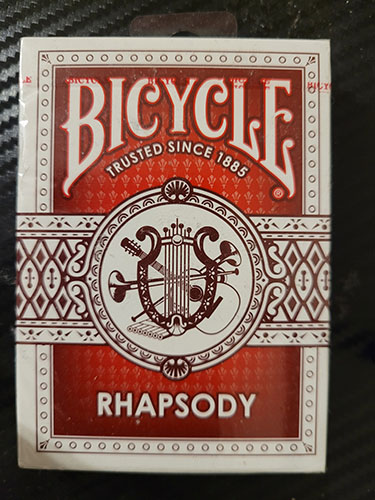 BICYCLE
TRUSTED SINCE 1885
®
RHAPSODY